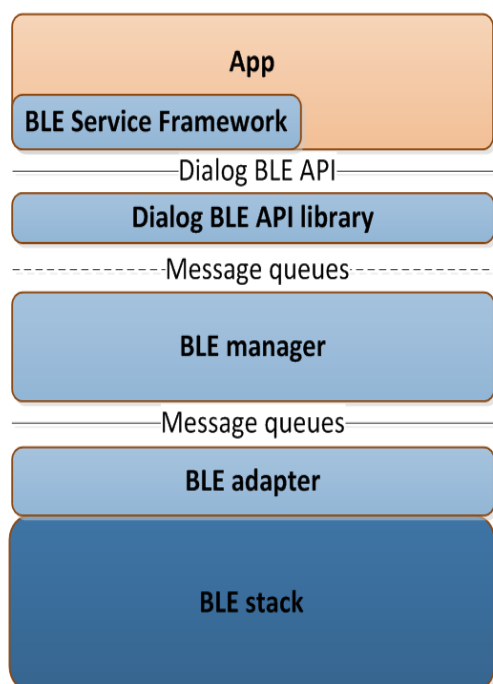 App
BLE Service Framework
Dialog BLE API
Dialog BLE API library
Message queues
BLE manager
Message queues
BLE adapter
BLE stack